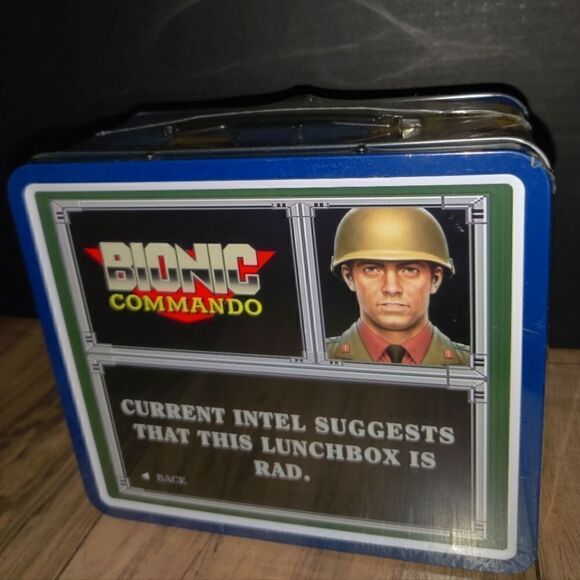 BIONIC
COMMANDO
CURRENT INTEL SUGGESTS
THAT THIS LUNCHBOX IS
RAD.
◄ BACK